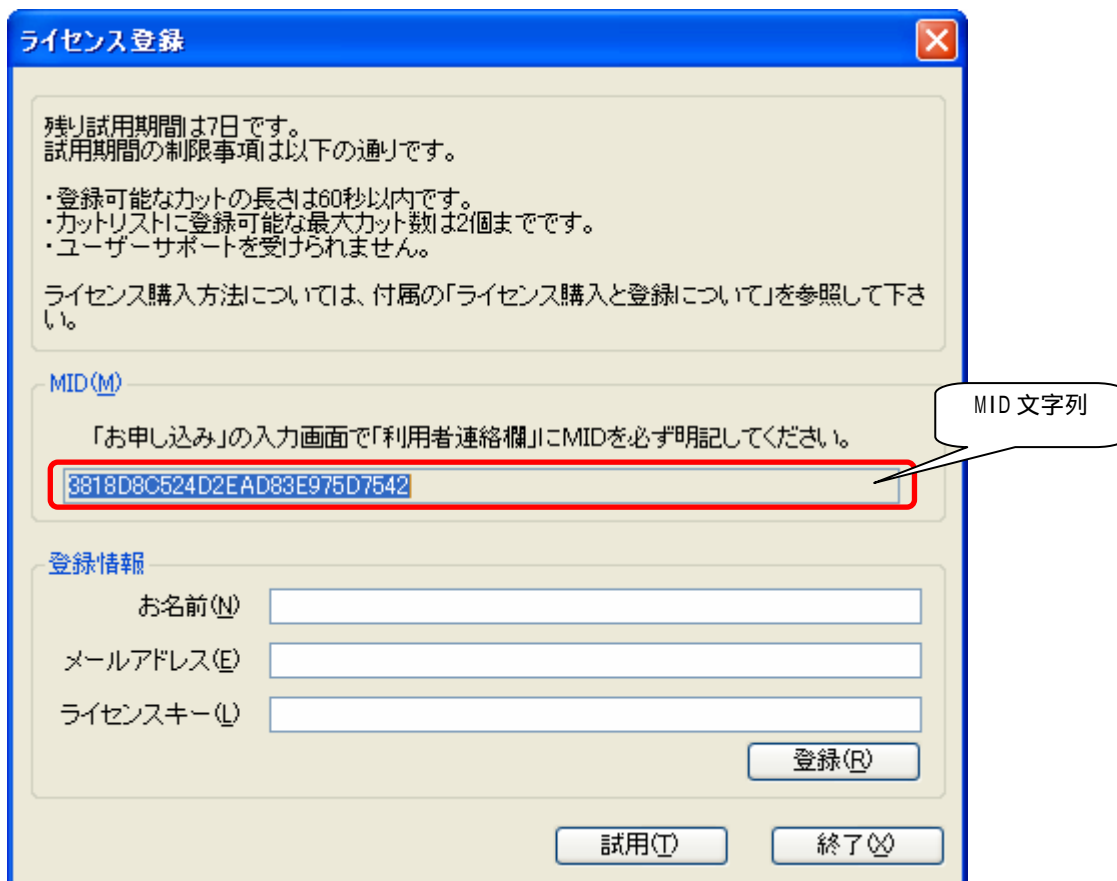 ライセンス登録
残り試用期間は7日です。
試用期間の制限事項は以下の通りです。
・登録可能なカットの長さは60秒以内です。
・カットリストに登録可能な最大カット数は2個までです。
・ユーザーサポートを受けられません。
ライセンス購入方法については、付属の「ライセンス購入と登録について」を参照して下さ
い。
MID(M)
MID 文字列
「お申し込み」の入力画面で「利用者連絡欄」にMIDを必ず明記してください。
3818D8C524D2EAD83E975D7542
登録情報
お名前(N)
メールアドレス(E)
ライセンスキー(L)
登録(R)
試用(T)
終了(X)